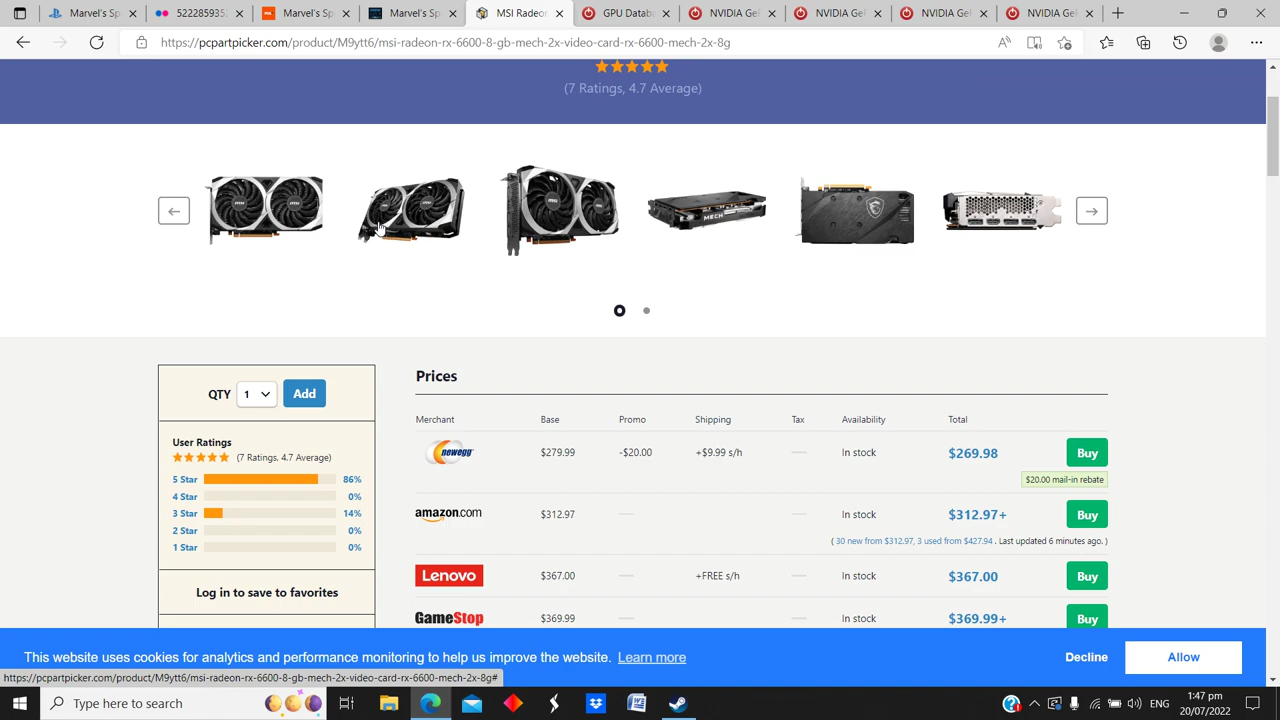 Marvel's Sp
5222859353
Marvel's Sp
Marvel's Sp
MSI Radeon
GPU Databa
NVIDIA GeF
NVIDIA GeF
NVIDIA GeF
NVIDIA GeF
https://pcpartpicker.com/product/M9ytt6/msi-radeon-rx-6600-8-gb-mech-2x-video-card-rx-6600-mech-2x-8g
(7 Ratings, 4.7 Average)
MECH
QTY 1 Add
User Ratings
(7 Ratings, 4.7 Average)
5 Star 86%
4 Star 0%
3 Star 14%
2 Star 0%
1 Star 0%
Log in to save to favorites
Prices
Merchant Base Promo Shipping Tax Availability Total
newegg $279.99 -$20.00 +$9.99 s/h — In stock $269.98 Buy
$20.00 mail-in rebate
amazon.com $312.97 — — In stock $312.97+ Buy
( 30 new from $312.97, 3 used from $427.94 . Last updated 6 minutes ago. )
Lenovo $367.00 — +FREE s/h — In stock $367.00 Buy
GameStop $369.99 — — In stock $369.99+ Buy
This website uses cookies for analytics and performance monitoring to help us improve the website. Learn more Decline Allow
https://pcpartpicker.com/product/M9ytt6/msi-radeon-rx-6600-8-gb-mech-2x-video-card-rx-6600-mech-2x-8g#
Type here to search
ENG
1:47 pm
20/07/2022